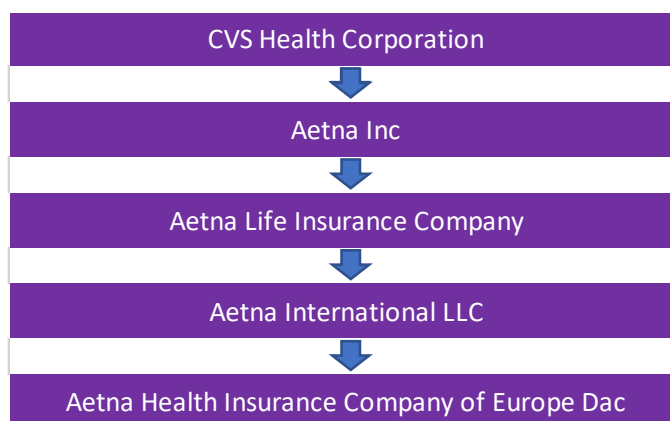 CVS Health Corporation
Aetna Inc
Aetna Life Insurance Company
Aetna International LLC
Aetna Health Insurance Company of Europe Dac